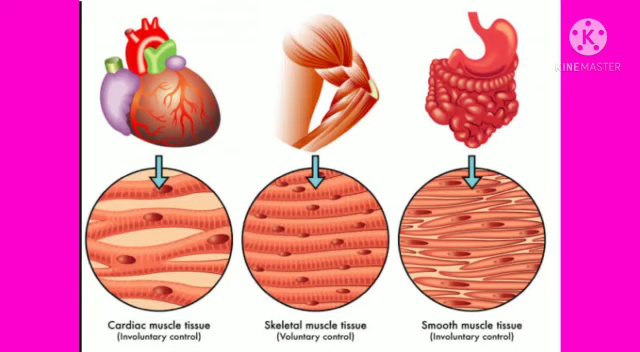 K
KINEMASTER
Cardiac muscle tissue
(Involuntary control)
Skeletal muscle tissue
(Voluntary control)
Smooth muscle tissue
(Involuntary control)